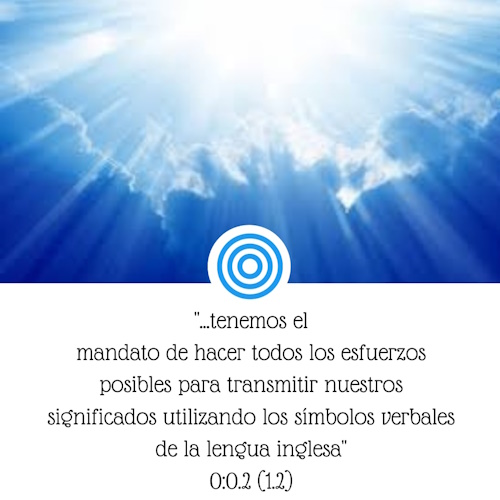 "...tenemos el
mandato de hacer todos los esfuerzos
posibles para transmitir nuestros
significados utilizando los símbolos verbales
de la lengua inglesa"
0:0.2 (1.2)